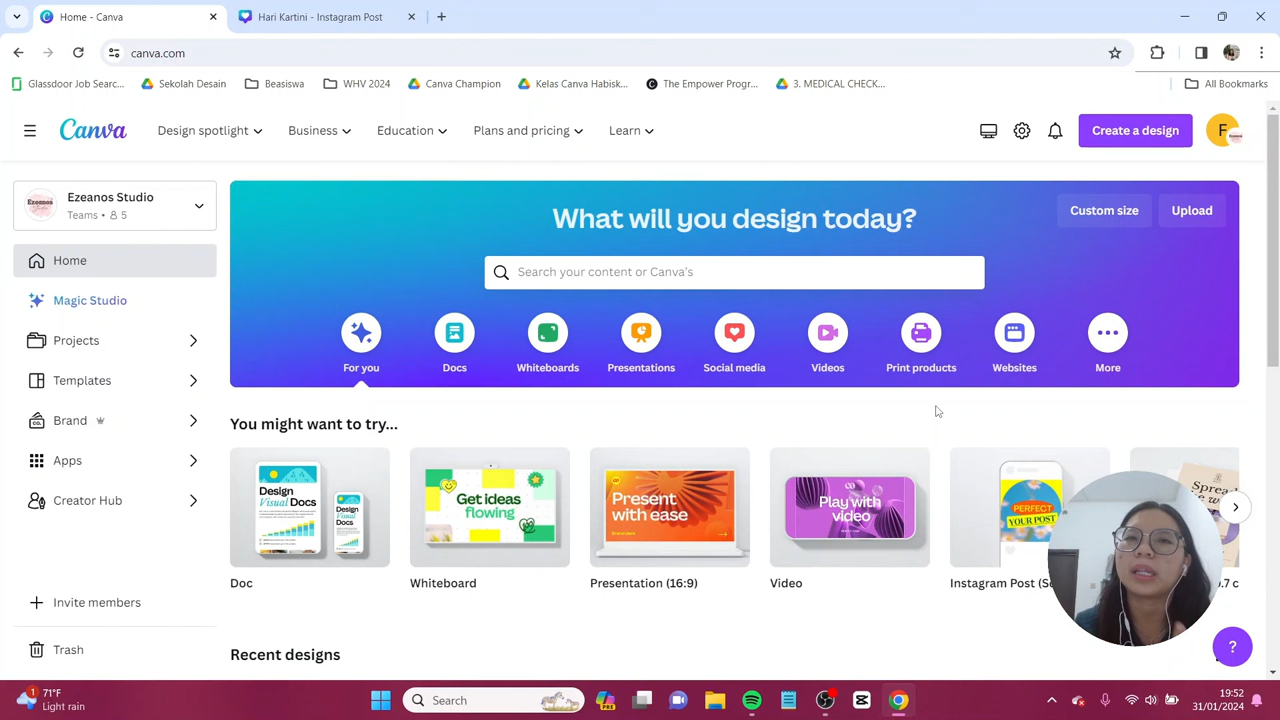 Home - Canva
Hari Kartini - Instagram Post
canva.com
Glassdoor Job Searc...
Sekolah Desain
Beasiswa
WHV 2024
Canva Champion
Kelas Canva Habisk...
The Empower Progr...
3. MEDICAL CHECK...
All Bookmarks
Canva
Design spotlight
Business
Education
Plans and pricing
Learn
Create a design
F
Ezeanos Studio
Teams • 5
Home
Magic Studio
Projects
Templates
Brand
Apps
Creator Hub
Invite members
Trash
What will you design today?
Custom size
Upload
Search your content or Canva's
For you
Docs
Whiteboards
Presentations
Social media
Videos
Print products
Websites
More
You might want to try...
Design
Visual Docs
Design
Visual
Docs
Get ideas
flowing
Present
with ease
Play with
video
PERFECT
YOUR POST
Doc
Whiteboard
Presentation (16:9)
Video
Instagram Post (S
Recent designs
?
1
71°F
Light rain
Search
PRE
19:52
31/01/2024